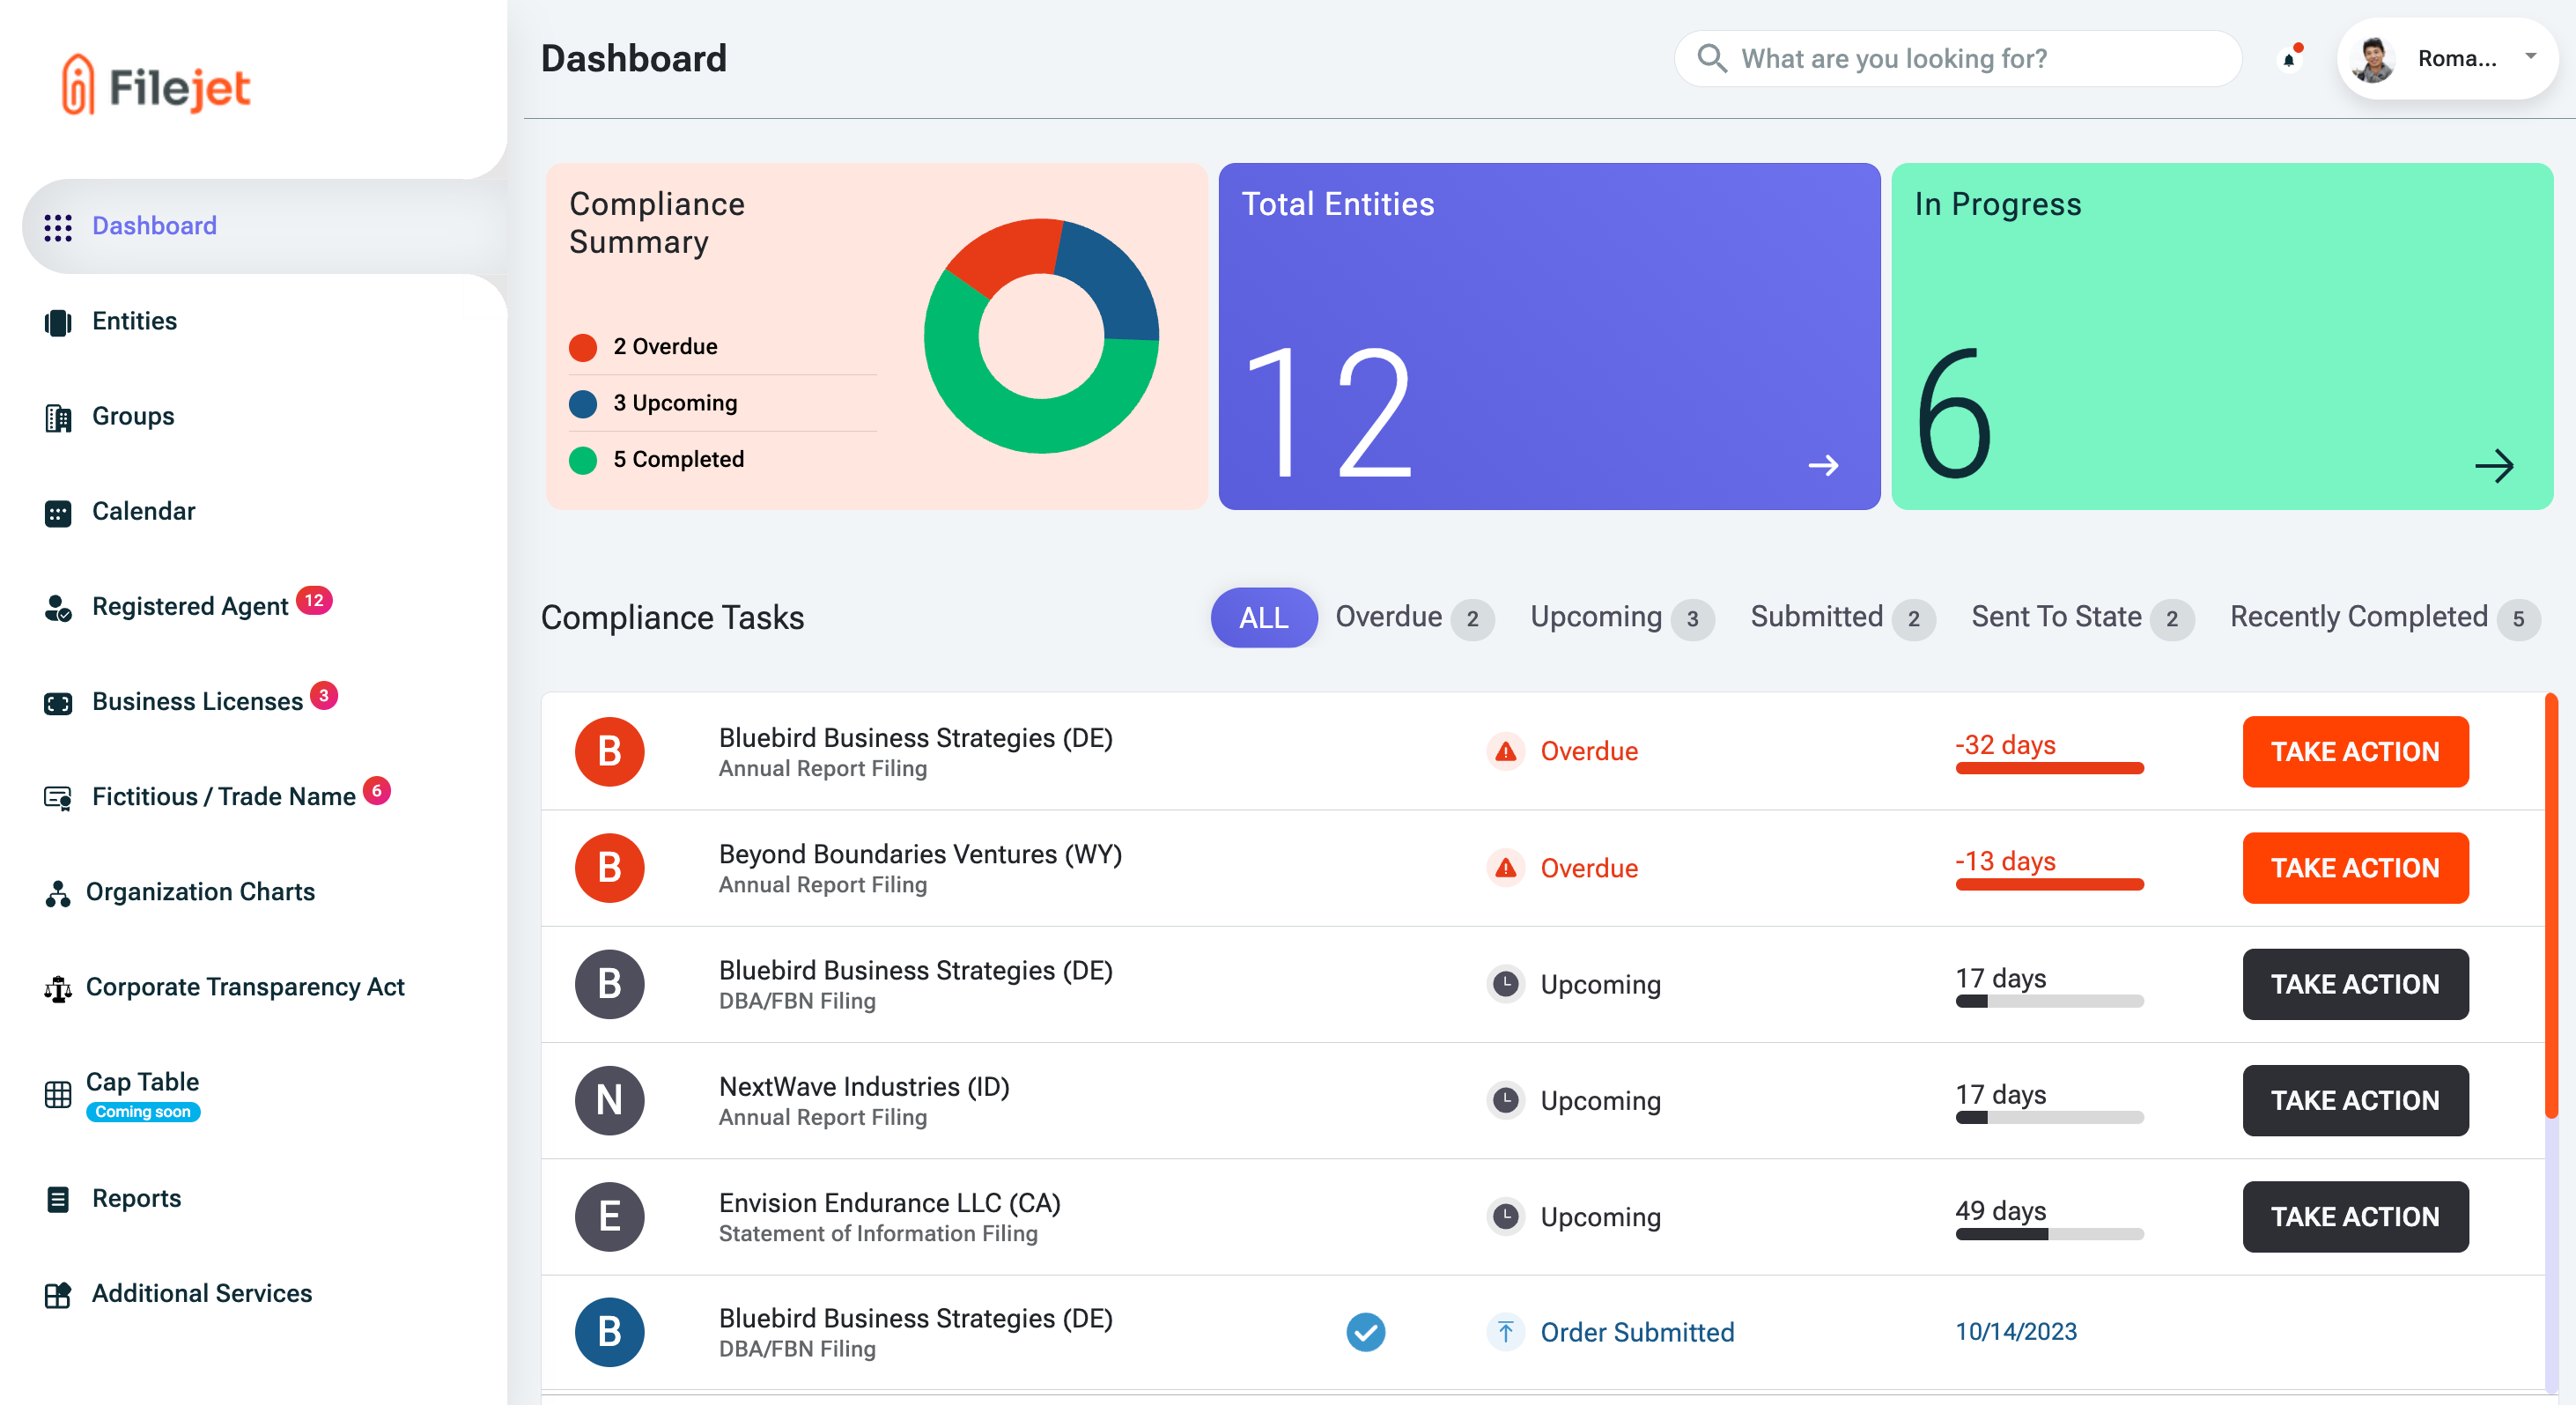 Filejet
Dashboard
What are you looking for?
Roma...
Dashboard
Entities
Groups
Calendar
Registered Agent 12
Business Licenses 3
Fictitious / Trade Name 6
Organization Charts
Corporate Transparency Act
Cap Table
Coming soon
Reports
Additional Services
Compliance
Summary
2 Overdue
3 Upcoming
5 Completed
Total Entities
12
In Progress
6
Compliance Tasks
ALL Overdue 2 Upcoming 3 Submitted 2 Sent To State 2 Recently Completed 5
B Bluebird Business Strategies (DE) Overdue -32 days TAKE ACTION
Annual Report Filing
B Beyond Boundaries Ventures (WY) Overdue -13 days TAKE ACTION
Annual Report Filing
B Bluebird Business Strategies (DE) Upcoming 17 days TAKE ACTION
DBA/FBN Filing
N NextWave Industries (ID) Upcoming 17 days TAKE ACTION
Annual Report Filing
E Envision Endurance LLC (CA) Upcoming 49 days TAKE ACTION
Statement of Information Filing
B Bluebird Business Strategies (DE) Order Submitted 10/14/2023
DBA/FBN Filing